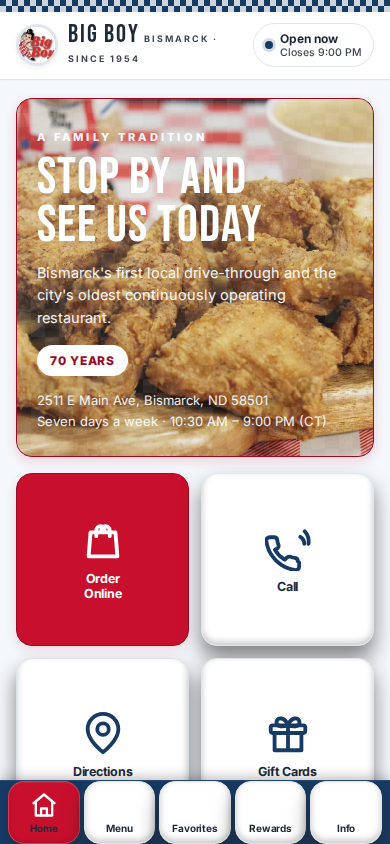 Big Boy
BIG BOY BISMARCK ·
SINCE 1954
Open now
Closes 9:00 PM
A FAMILY TRADITION
STOP BY AND
SEE US TODAY
Bismarck's first local drive-through and the
city's oldest continuously operating
restaurant.
70 YEARS
2511 E Main Ave, Bismarck, ND 58501
Seven days a week · 10:30 AM – 9:00 PM (CT)
Order
Online
Call
Directions
Gift Cards
Home
Menu
Favorites
Rewards
Info